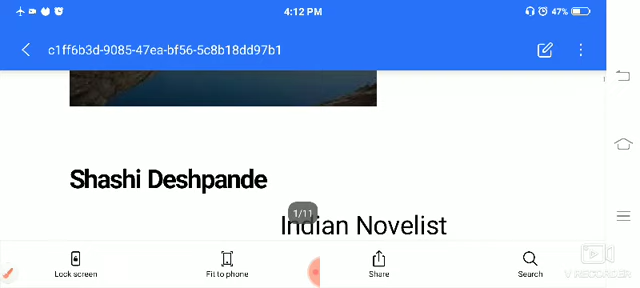 4:12 PM
47%
c1ff6b3d-9085-47ea-bf56-5c8b18dd97b1
Shashi Deshpande
1/11
Indian Novelist
Lock screen
Fit to phone
Share
Search
V RECORDER